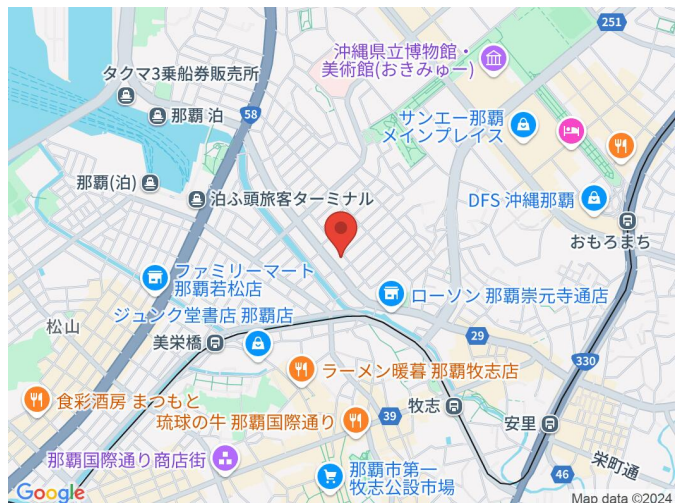 251
沖縄県立博物館・
美術館(おきみゅー)
タクマ3乗船券販売所
那覇 泊
58
サンエー那覇
メインプレイス
那覇(泊)
泊ふ頭旅客ターミナル
DFS 沖縄那覇
おもろまち
ファミリーマート
那覇若松店
ローソン 那覇崇元寺通店
ジュンク堂書店 那覇店
松山
美栄橋
29
330
ラーメン暖暮 那覇牧志店
食彩酒房 まつもと
琉球の牛 那覇国際通り
39
牧志
安里
那覇国際通り商店街
那覇市第一
牧志公設市場
46
栄町通
Google
Map data ©2024